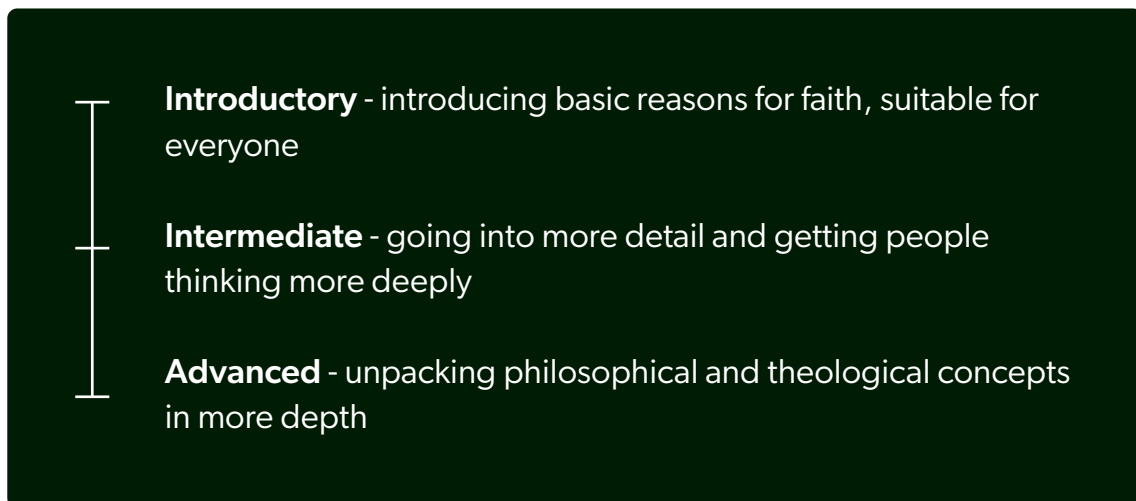 Introductory - introducing basic reasons for faith, suitable for
everyone
Intermediate - going into more detail and getting people
thinking more deeply
Advanced - unpacking philosophical and theological concepts
in more depth